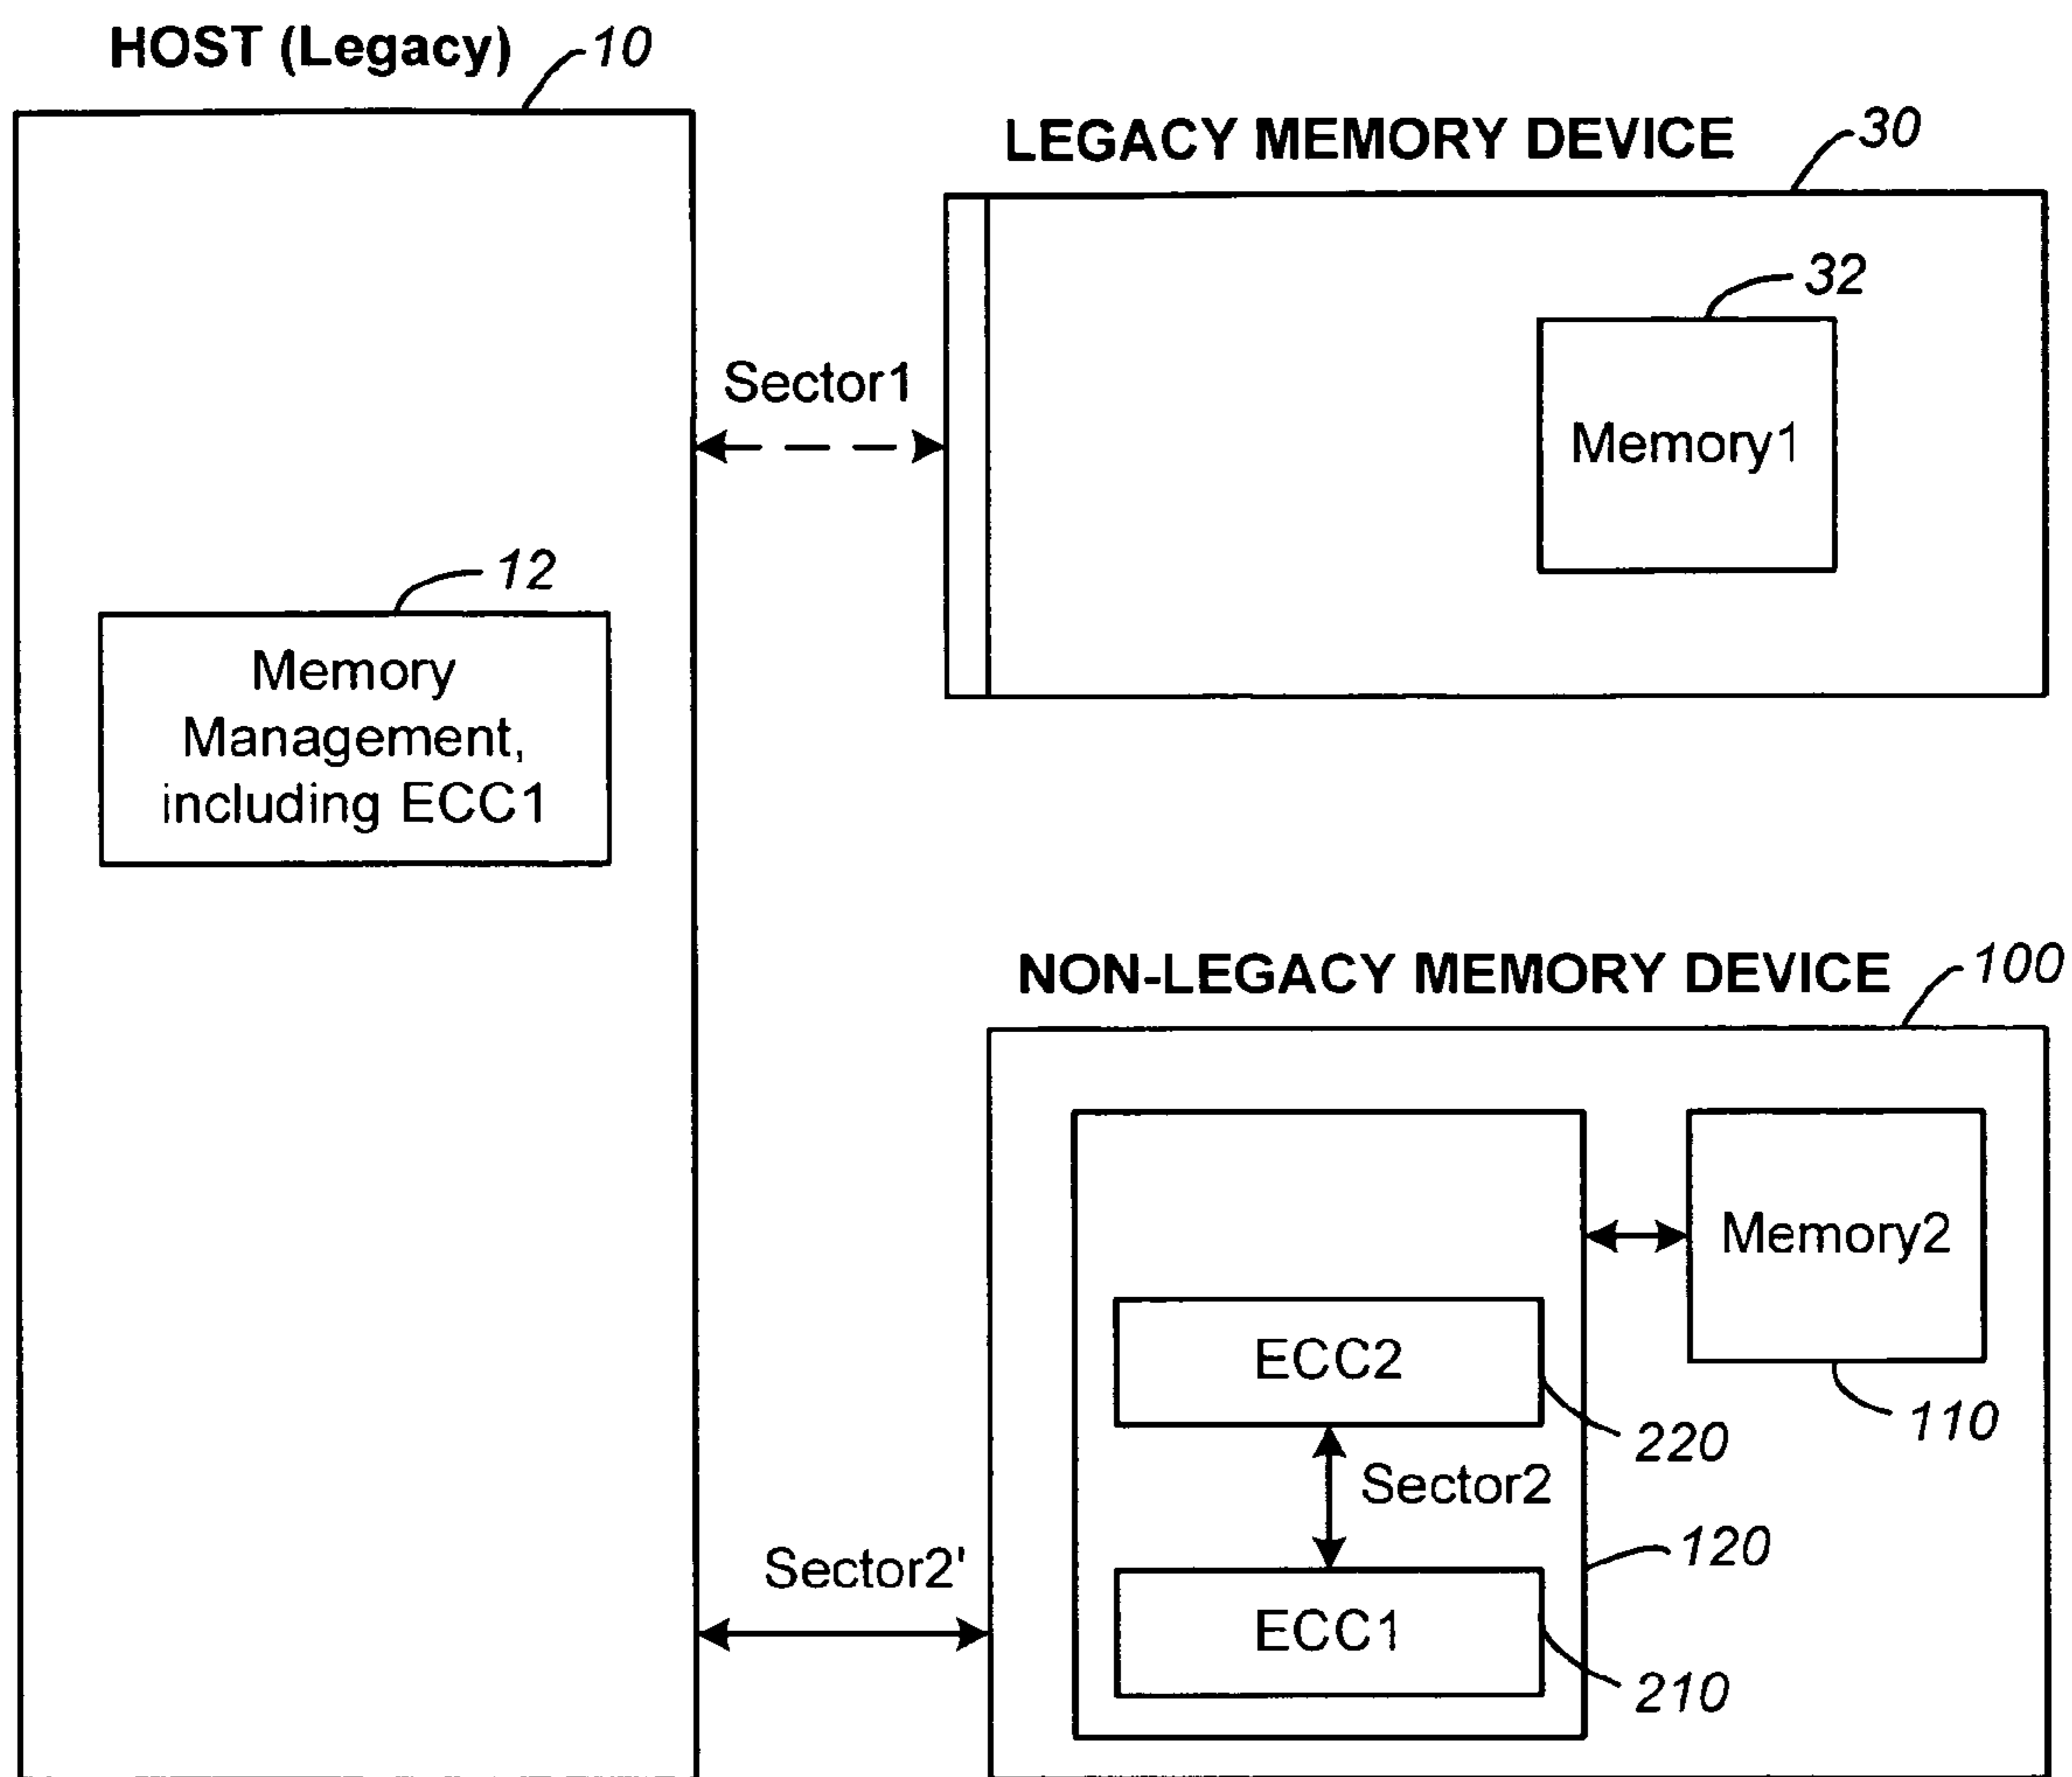 HOST (Legacy)
10
LEGACY MEMORY DEVICE
30
32
Sector1
Memory1
12
Memory
Management,
including ECC1
NON-LEGACY MEMORY DEVICE
100
Memory2
ECC2
110
220
Sector2
120
Sector2'
ECC1
210